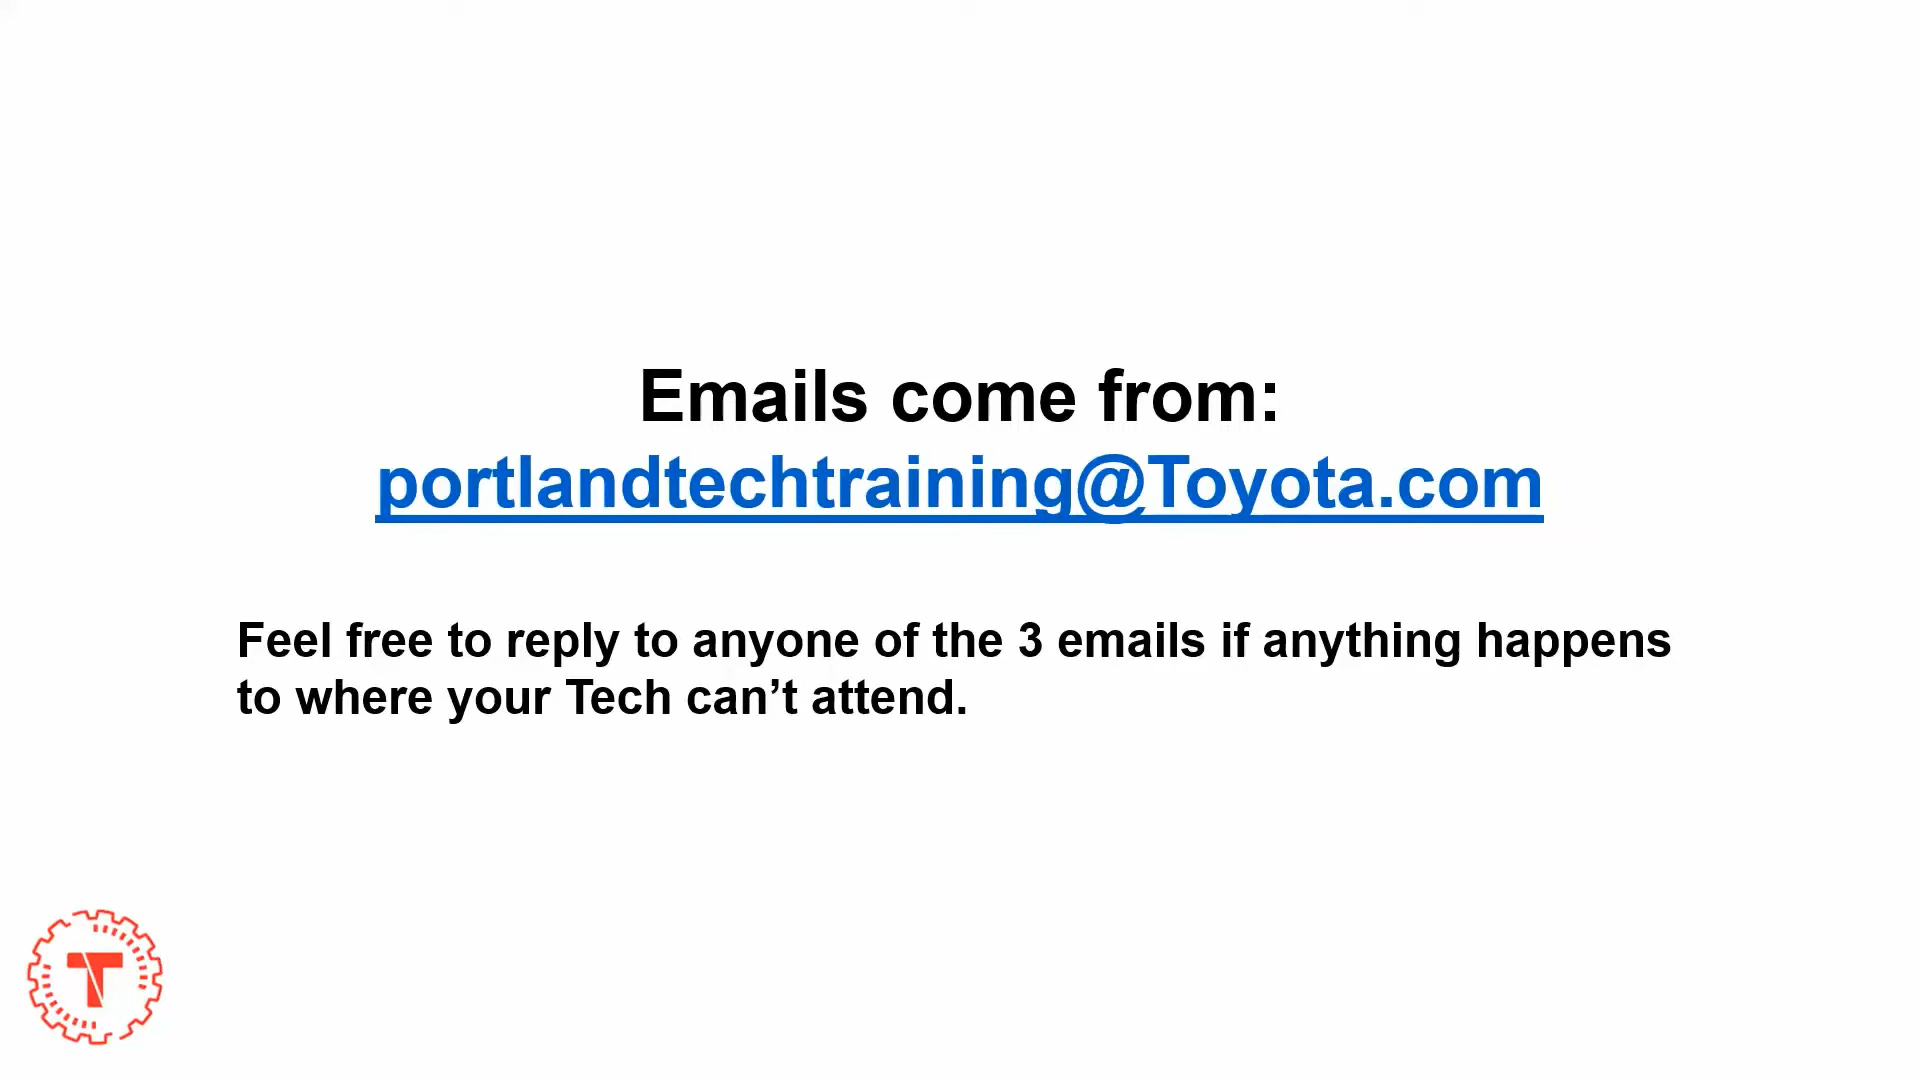 Emails come from:
portlandtechtraining@Toyota.com
Feel free to reply to anyone of the 3 emails if anything happens
to where your Tech can’t attend.
T